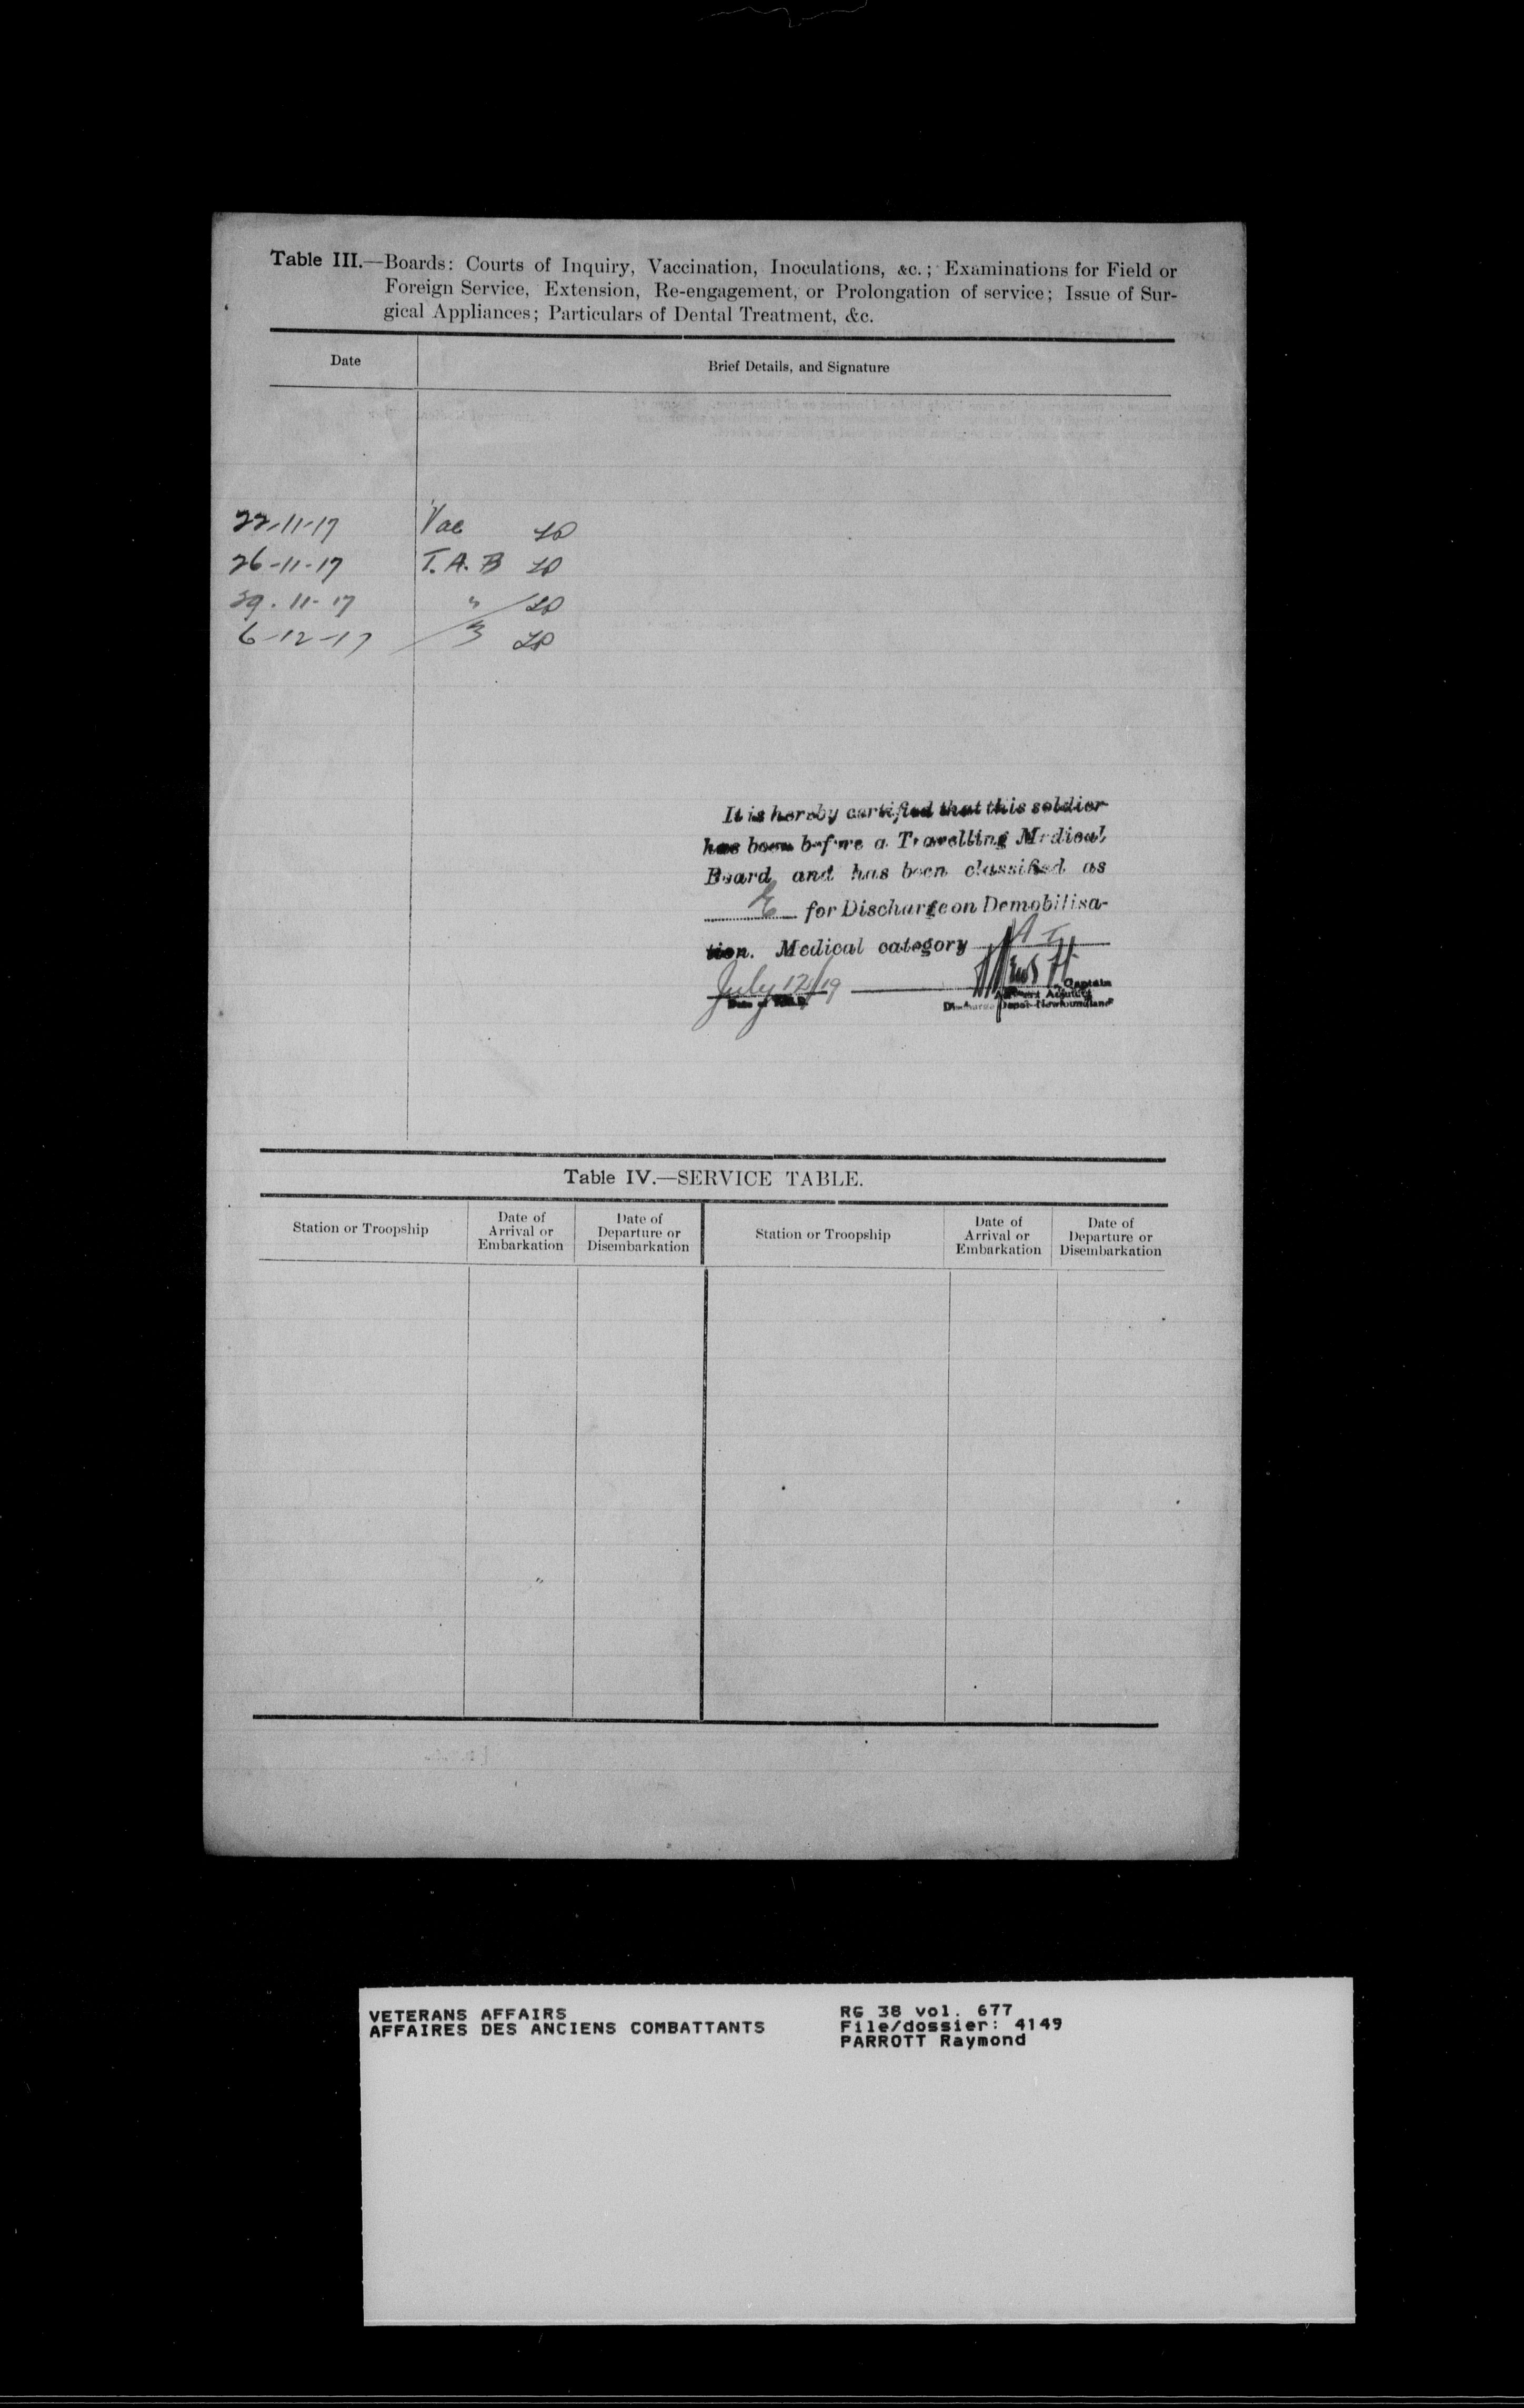 Table III.—Boards: Courts of Inquiry, Vaccination, Inoculations, &c.; Examinations for Field or
Foreign Service, Extension, Re-engagement, or Prolongation of service; Issue of Sur-
gical Appliances; Particulars of Dental Treatment, &c.
Date Brief Details, and Signature
22-11-17 Vac LP
26-11-17 T.A.B LP
29-11-17 " LP
6-12-17 LP
It is hereby certified that this soldier
has been before a Travelling Medical
Board and has been classified as
E for Discharge on Demobilisa-
tion. Medical category A I
July 12/19
Captain
Discharge Depot Newfoundland
Table IV.—SERVICE TABLE.
Station or Troopship Date of Arrival or Embarkation Date of Departure or Disembarkation Station or Troopship Date of Arrival or Embarkation Date of Departure or Disembarkation
VETERANS AFFAIRS RG 38 vol. 677
AFFAIRES DES ANCIENS COMBATTANTS File/dossier: 4149
PARROTT Raymond